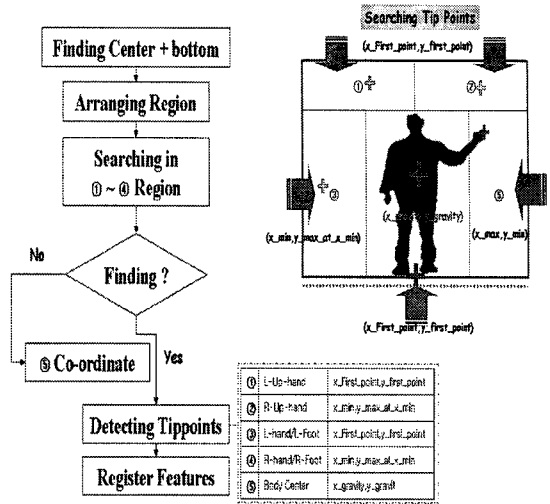 Finding Center + bottom
Arranging Region
Searching in
① ~ ④ Region
Finding ?
No
Yes
⑤ Co-ordinate
Detecting Tippoints
Register Features
Searching Tip Points
(x_First_point,y_first_point)
①
②
③
(x_min,y_max_at_x_min)
gravity)
(x_max,y_min)
(x_First_point,y_first_point)
① L-Up-hand x_First_point,y_first_point
② R-Up-hand x_min,y_max_at_x_min
③ L-hand/L-Foot x_First_point,y_first_point
④ R-hand/R-Foot x_min,y_max_at_x_min
⑤ Body Center x_gravity,y_gravit